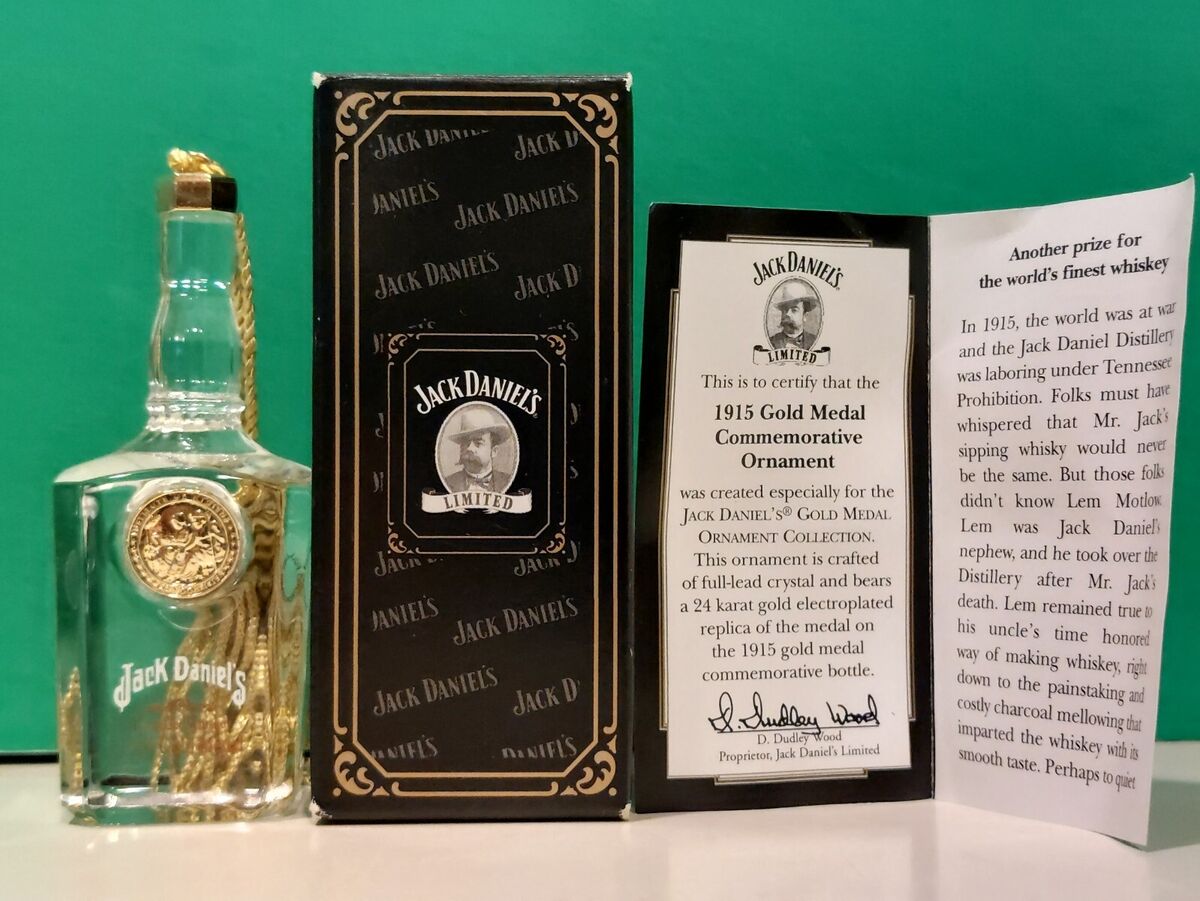 Jack Daniel's
JACK DANIEL'S
JACK D
DANIEL'S
JACK DANIEL'S
JACK DANIEL'S
JACK D
JACK DANIEL'S
LIMITED
DANIEL'S
JACK DANIEL'S
JACK DANIEL'S
JACK D
DANIEL'S
DANIEL'S
JACK DANIEL'S
LIMITED
This is to certify that the
1915 Gold Medal
Commemorative
Ornament
was created especially for the
JACK DANIEL'S® GOLD MEDAL
ORNAMENT COLLECTION.
This ornament is crafted
of full-lead crystal and bears
a 24 karat gold electroplated
replica of the medal on
the 1915 gold medal
commemorative bottle.
D. Dudley Wood
D. Dudley Wood
Proprietor, Jack Daniel's Limited
Another prize for
the world's finest whiskey
In 1915, the world was at war
and the Jack Daniel Distillery
was laboring under Tennessee
Prohibition. Folks must have
whispered that Mr. Jack's
sipping whisky would never
be the same. But those folks
didn't know Lem Motlow.
Lem was Jack Daniel's
nephew, and he took over the
Distillery after Mr. Jack's
death. Lem remained true to
his uncle's time honored
way of making whiskey, right
down to the painstaking and
costly charcoal mellowing that
imparted the whiskey with its
smooth taste. Perhaps to quiet